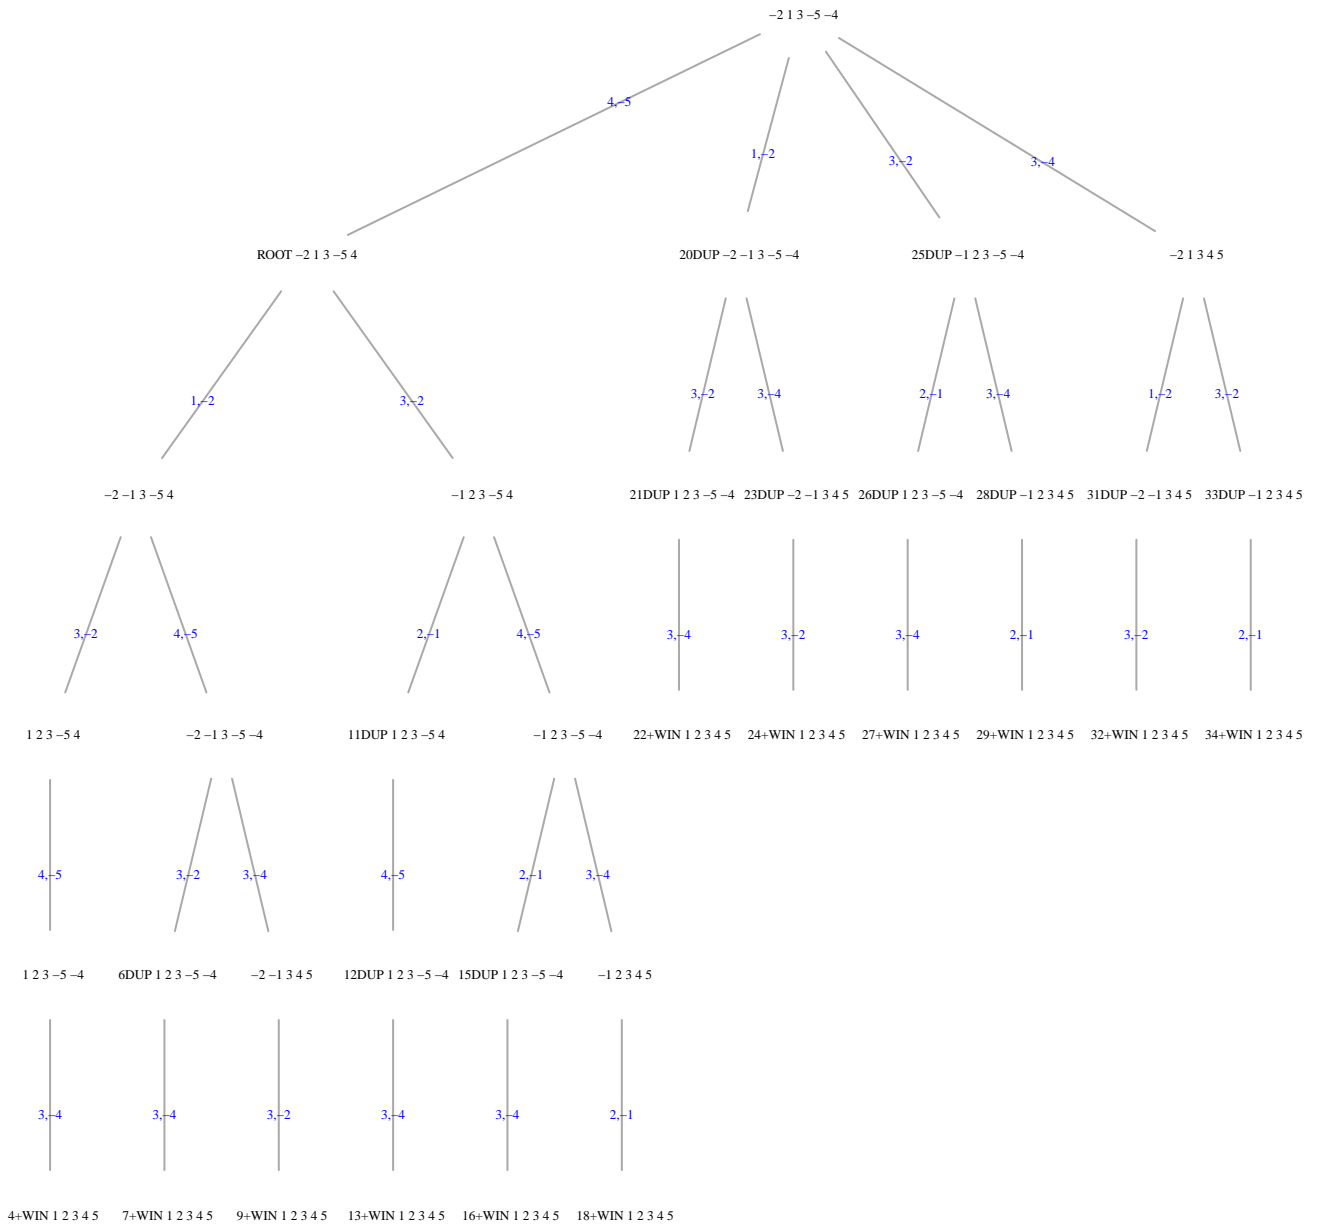 −2 1 3 −5 −4
4,−5
1,−2
3,−2
3,−4
ROOT −2 1 3 −5 4
20DUP −2 −1 3 −5 −4
25DUP −1 2 3 −5 −4
−2 1 3 4 5
1,−2
3,−2
3,−2
3,−4
2,−1
3,−4
1,−2
3,−2
−2 −1 3 −5 4
−1 2 3 −5 4
21DUP 1 2 3 −5 −4
23DUP −2 −1 3 4 5
26DUP 1 2 3 −5 −4
28DUP −1 2 3 4 5
31DUP −2 −1 3 4 5
33DUP −1 2 3 4 5
3,−2
4,−5
2,−1
4,−5
3,−4
3,−2
3,−4
2,−1
3,−2
2,−1
1 2 3 −5 4
−2 −1 3 −5 −4
11DUP 1 2 3 −5 4
−1 2 3 −5 −4
22+WIN 1 2 3 4 5
24+WIN 1 2 3 4 5
27+WIN 1 2 3 4 5
29+WIN 1 2 3 4 5
32+WIN 1 2 3 4 5
34+WIN 1 2 3 4 5
4,−5
3,−2
3,−4
4,−5
2,−1
3,−4
1 2 3 −5 −4
6DUP 1 2 3 −5 −4
−2 −1 3 4 5
12DUP 1 2 3 −5 −4
15DUP 1 2 3 −5 −4
−1 2 3 4 5
3,−4
3,−4
3,−2
3,−4
3,−4
2,−1
4+WIN 1 2 3 4 5
7+WIN 1 2 3 4 5
9+WIN 1 2 3 4 5
13+WIN 1 2 3 4 5
16+WIN 1 2 3 4 5
18+WIN 1 2 3 4 5